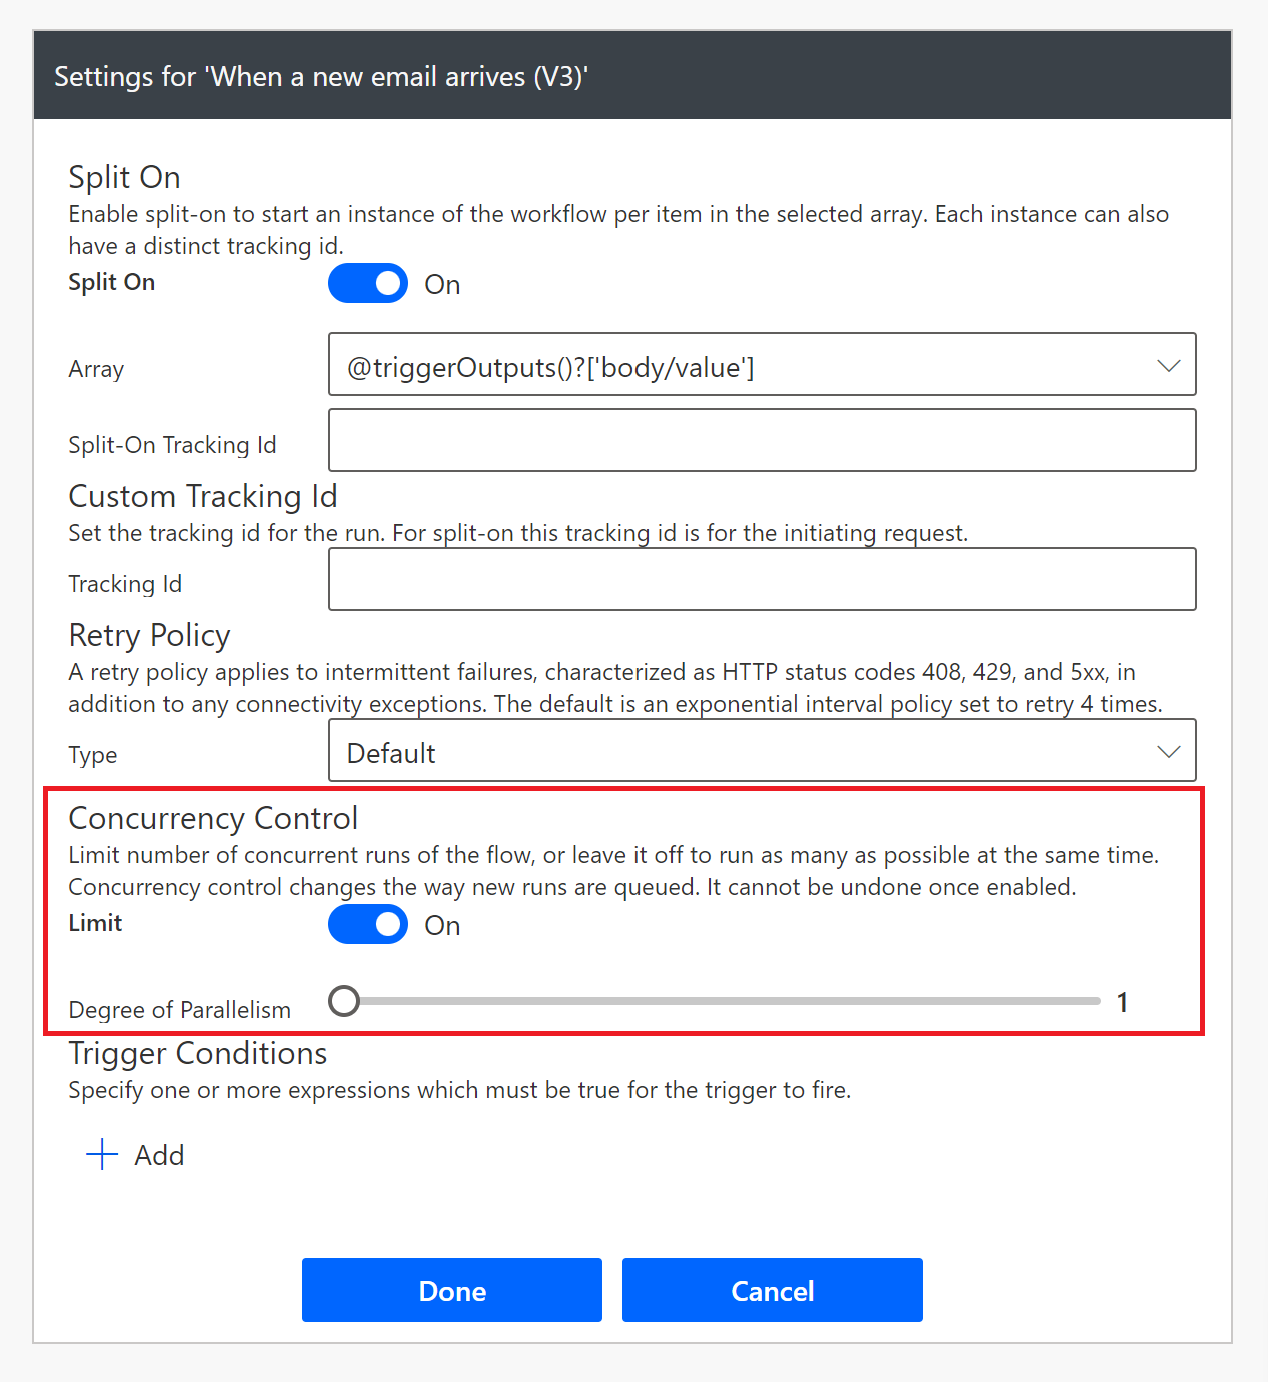 Settings for 'When a new email arrives (V3)'
Split On
Enable split-on to start an instance of the workflow per item in the selected array. Each instance can also
have a distinct tracking id.
Split On
On
Array
@triggerOutputs()?['body/value']
Split-On Tracking Id
Custom Tracking Id
Set the tracking id for the run. For split-on this tracking id is for the initiating request.
Tracking Id
Retry Policy
A retry policy applies to intermittent failures, characterized as HTTP status codes 408, 429, and 5xx, in
addition to any connectivity exceptions. The default is an exponential interval policy set to retry 4 times.
Type
Default
Concurrency Control
Limit number of concurrent runs of the flow, or leave it off to run as many as possible at the same time.
Concurrency control changes the way new runs are queued. It cannot be undone once enabled.
Limit
On
Degree of Parallelism
1
Trigger Conditions
Specify one or more expressions which must be true for the trigger to fire.
Add
Done
Cancel